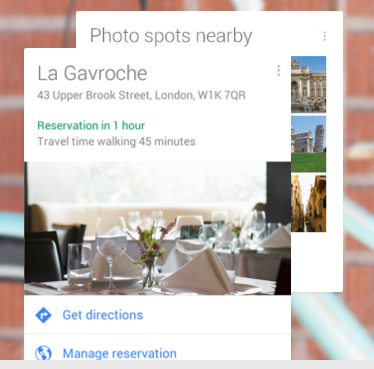 Photo spots nearby
La Gavroche
43 Upper Brook Street, London, W1K 7QR
Reservation in 1 hour
Travel time walking 45 minutes
Get directions
Manage reservation